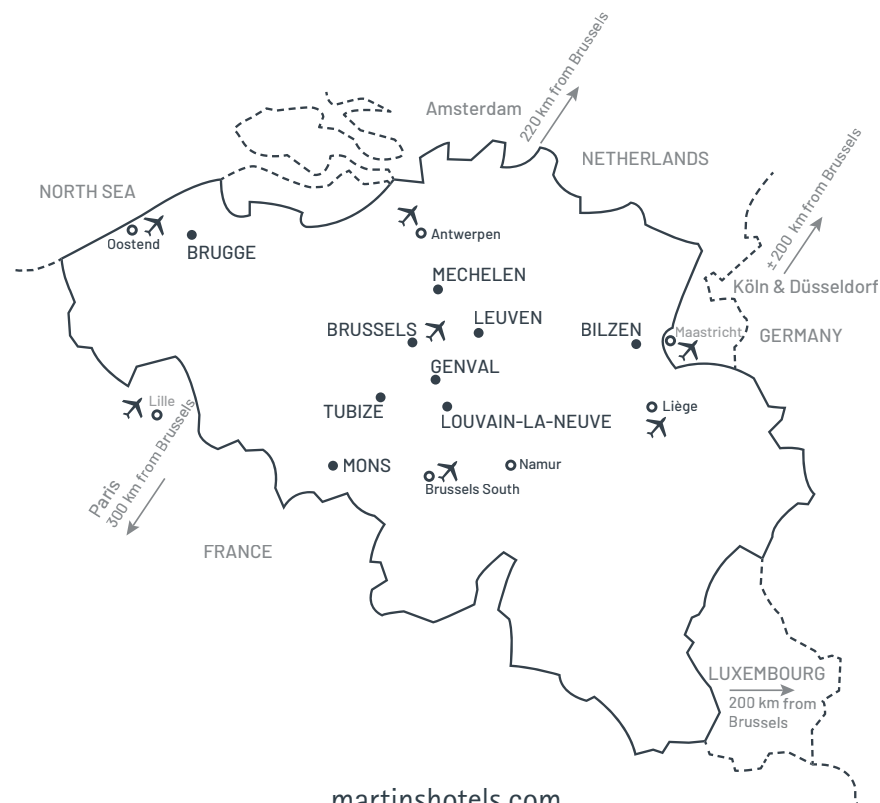 Amsterdam
220 km from Brussels
NETHERLANDS
NORTH SEA
Oostend
BRUGGE
Antwerpen
± 200 km from Brussels
Köln & Düsseldorf
MECHELEN
LEUVEN
BRUSSELS
BILZEN
Maastricht
GERMANY
GENVAL
Lille
TUBIZE
LOUVAIN-LA-NEUVE
Liège
MONS
Namur
Brussels South
Paris
300 km from Brussels
FRANCE
LUXEMBOURG
200 km from
Brussels
martinshotels.com